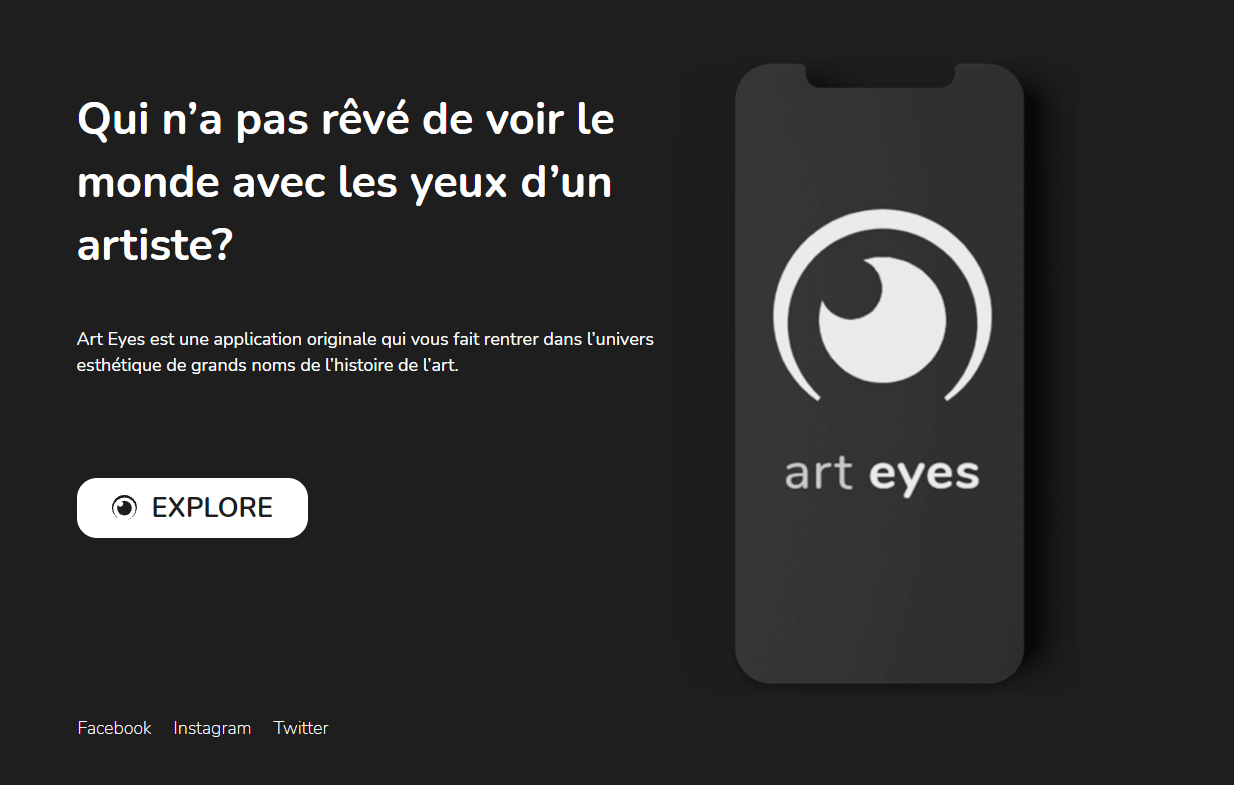 Qui n’a pas rêvé de voir le
monde avec les yeux d’un
artiste?
Art Eyes est une application originale qui vous fait rentrer dans l’univers
esthétique de grands noms de l’histoire de l’art.
EXPLORE
art eyes
Facebook Instagram Twitter